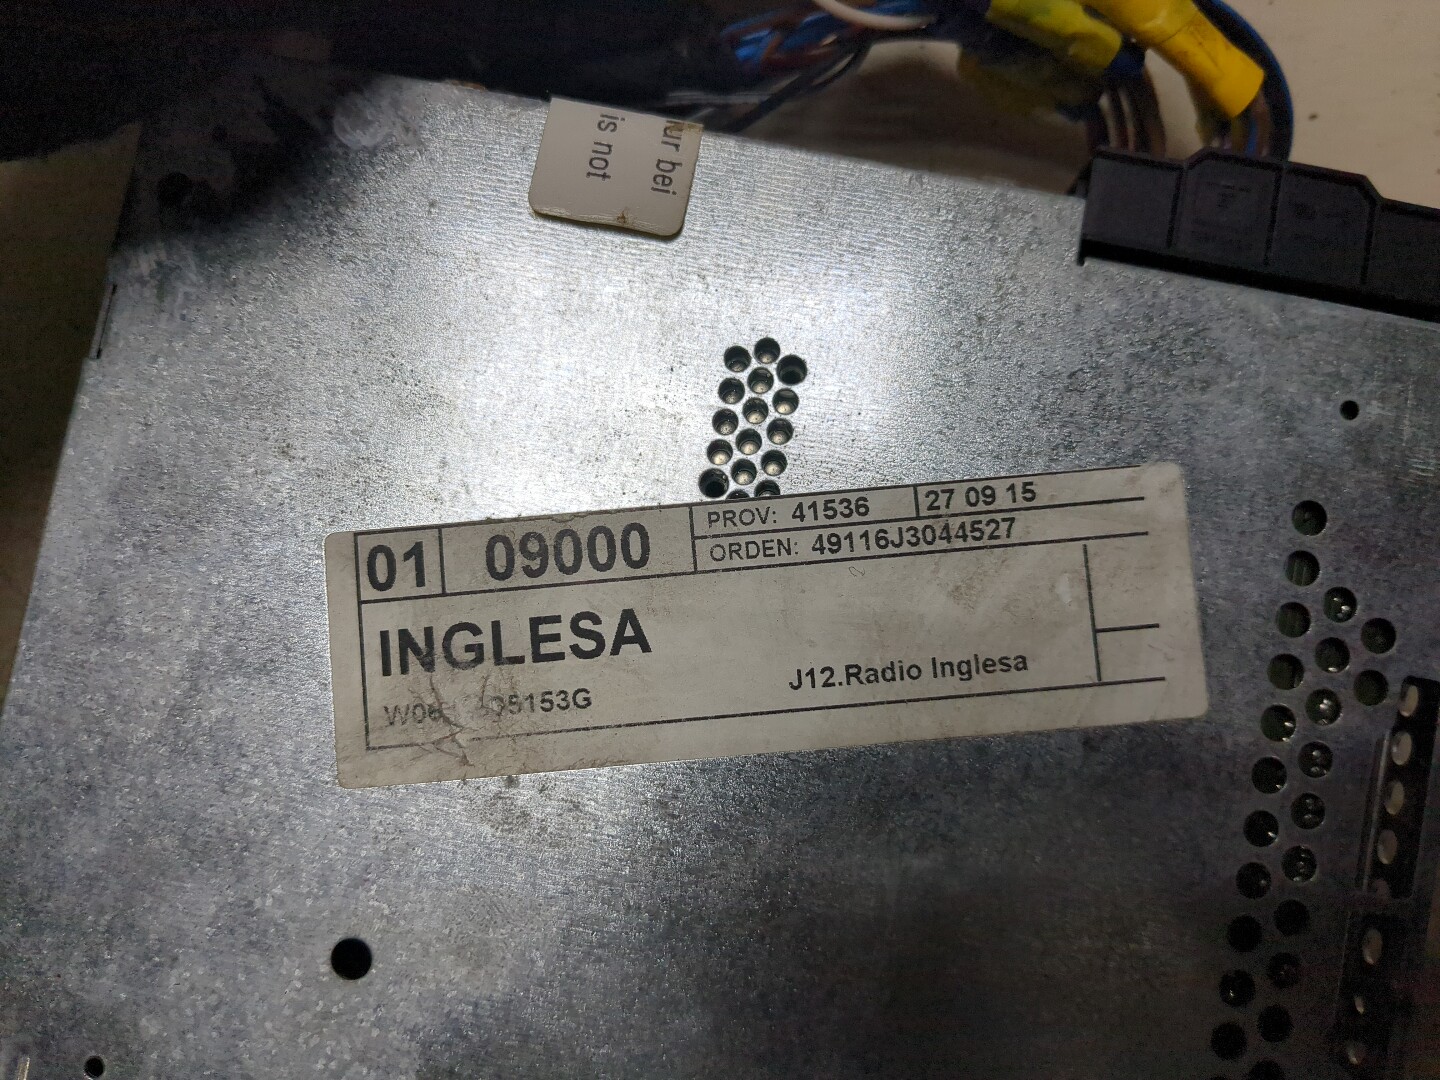 ur bei
is not
01 09000 PROV: 41536 27 09 15
ORDEN: 49116J3044527
INGLESA
J12.Radio Inglesa